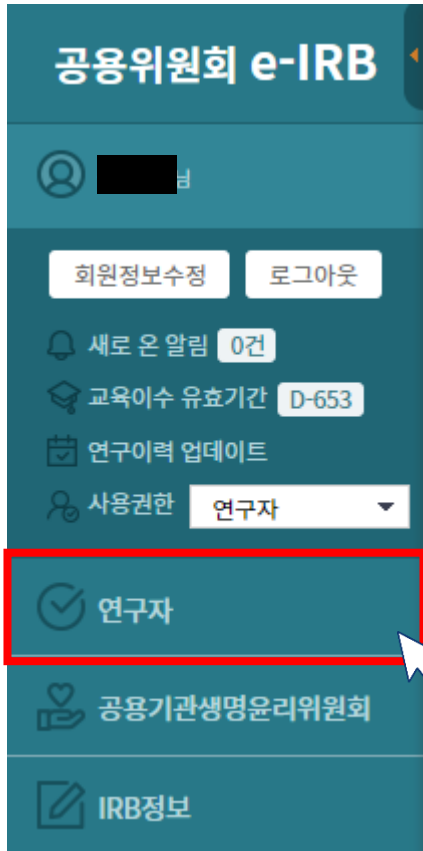 공용위원회 e-IRB
님
회원정보수정 로그아웃
새로 온 알림 0건
교육이수 유효기간 D-653
연구이력 업데이트
사용권한 연구자
연구자
공용기관생명윤리위원회
IRB정보